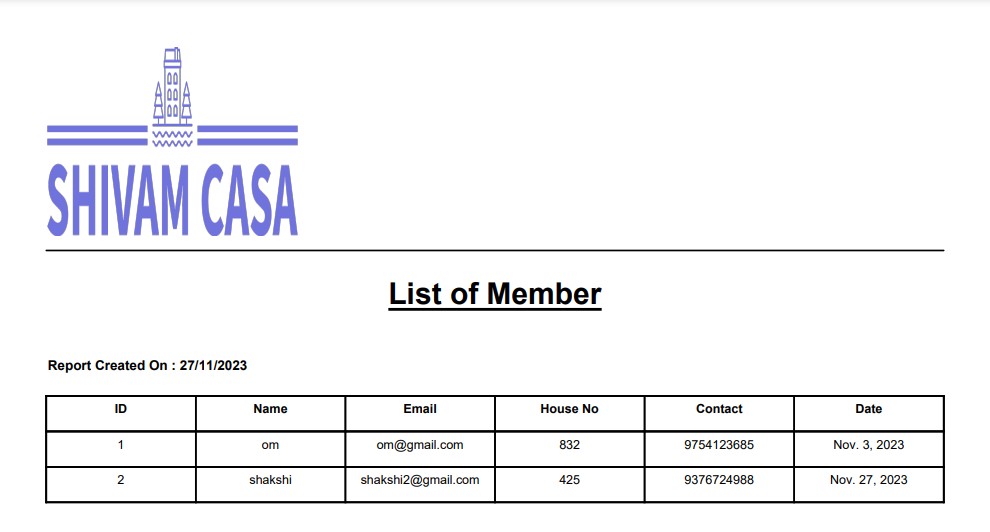 SHIVAM CASA
List of Member
Report Created On : 27/11/2023
ID Name Email House No Contact Date
1 om om@gmail.com 832 9754123685 Nov. 3, 2023
2 shakshi shakshi2@gmail.com 425 9376724988 Nov. 27, 2023